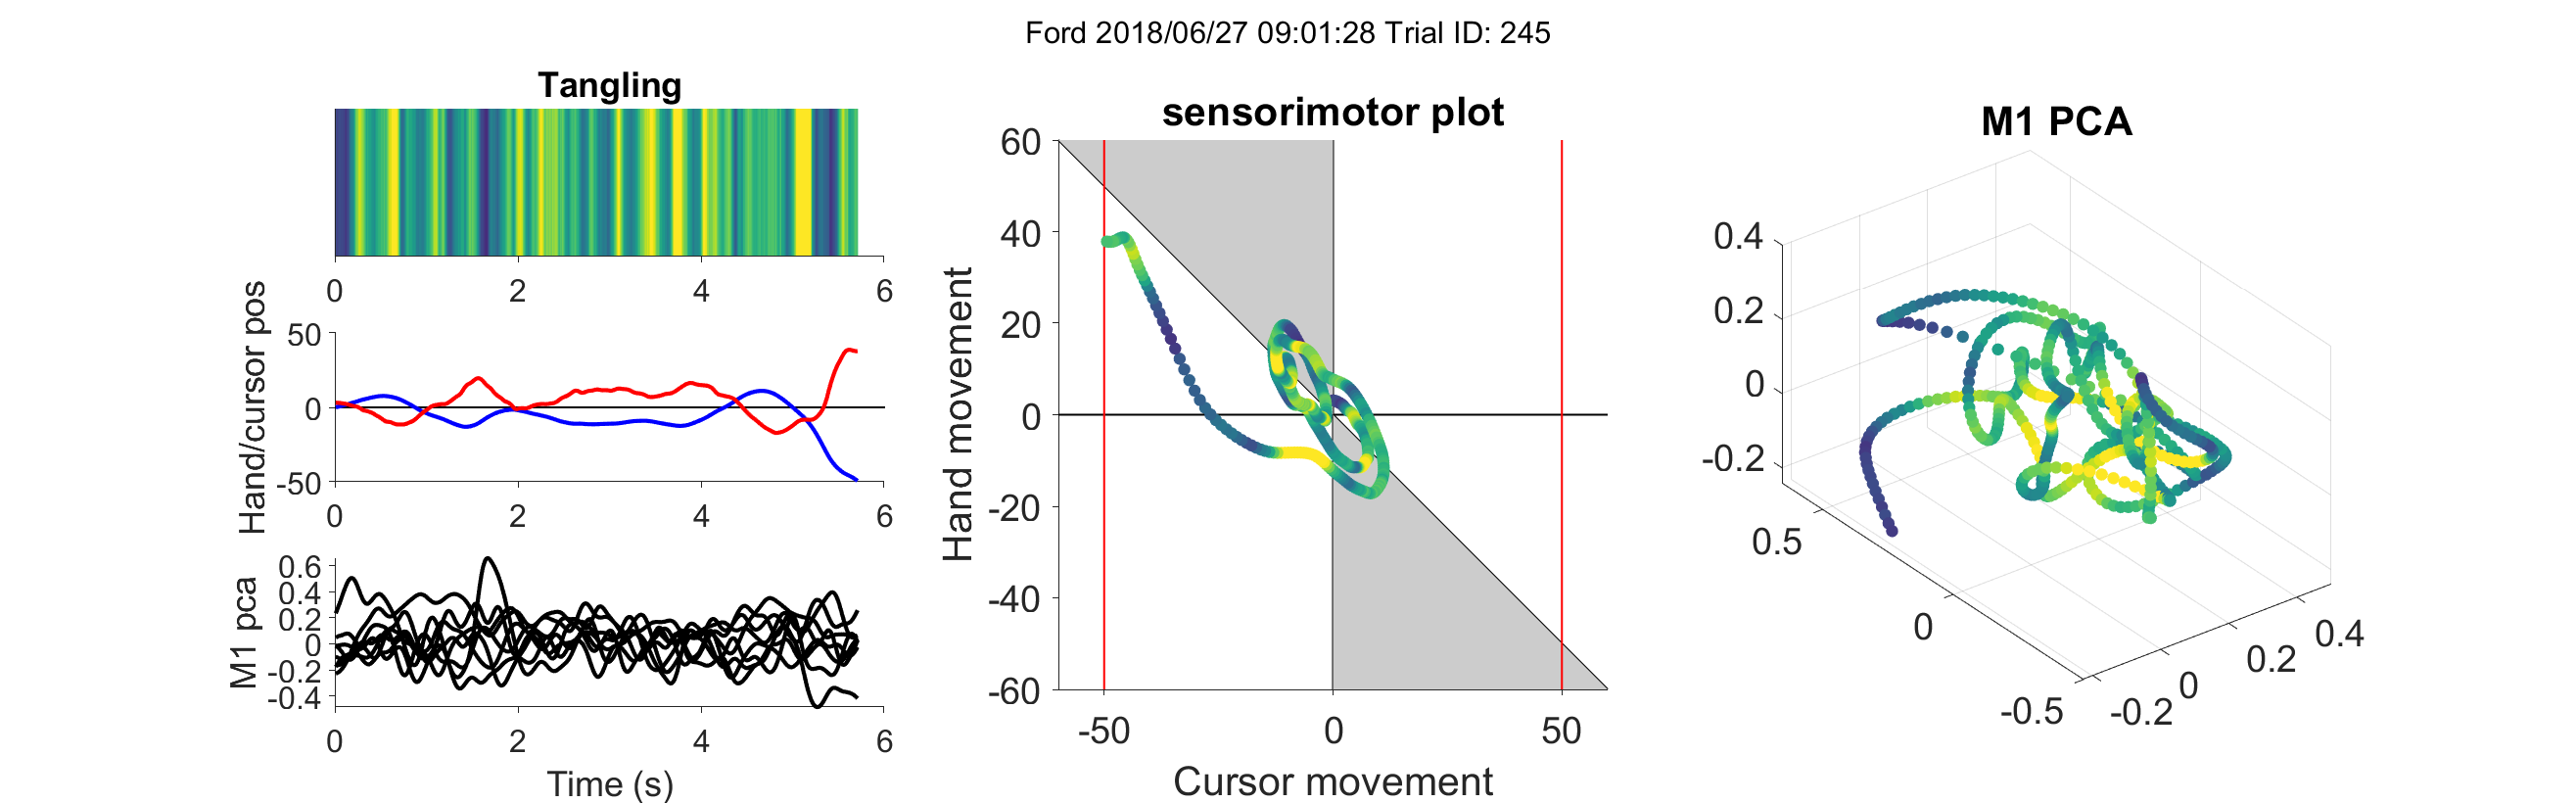 Ford 2018/06/27 09:01:28 Trial ID: 245
Tangling
0 2 4 6
Hand/cursor pos
50
0
-50
0 2 4 6
M1 pca
0.6
0.4
0.2
0
-0.2
-0.4
0 2 4 6
Time (s)
sensorimotor plot
Hand movement
60
40
20
0
-20
-40
-60
-50 0 50
Cursor movement
M1 PCA
0.4
0.2
0
-0.2
0.5
0
-0.5
-0.2
0
0.2
0.4